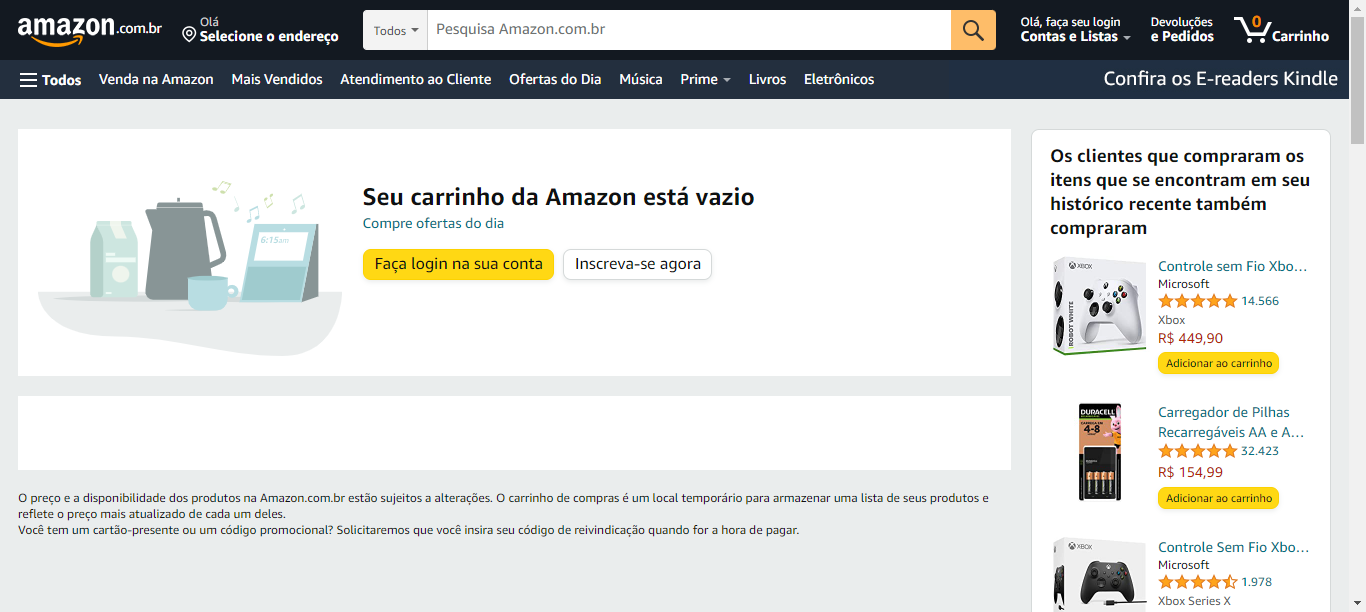 amazon.com.br
Olá
Selecione o endereço
Todos
Pesquisa Amazon.com.br
Olá, faça seu login
Contas e Listas
Devoluções
e Pedidos
0
Carrinho
Todos
Venda na Amazon
Mais Vendidos
Atendimento ao Cliente
Ofertas do Dia
Música
Prime
Livros
Eletrônicos
Confira os E-readers Kindle
6:15am
Seu carrinho da Amazon está vazio
Compre ofertas do dia
Faça login na sua conta
Inscreva-se agora
O preço e a disponibilidade dos produtos na Amazon.com.br estão sujeitos a alterações. O carrinho de compras é um local temporário para armazenar uma lista de seus produtos e
reflete o preço mais atualizado de cada um deles.
Você tem um cartão-presente ou um código promocional? Solicitaremos que você insira seu código de reivindicação quando for a hora de pagar.
Os clientes que compraram os
itens que se encontram em seu
histórico recente também
compraram
XBOX
ROBOT WHITE
Controle sem Fio Xbo…
Microsoft
14.566
Xbox
R$ 449,90
Adicionar ao carrinho
DURACELL
4-8
Carregador de Pilhas
Recarregáveis AA e A…
32.423
R$ 154,99
Adicionar ao carrinho
XBOX
Controle Sem Fio Xbo…
Microsoft
1.978
Xbox Series X